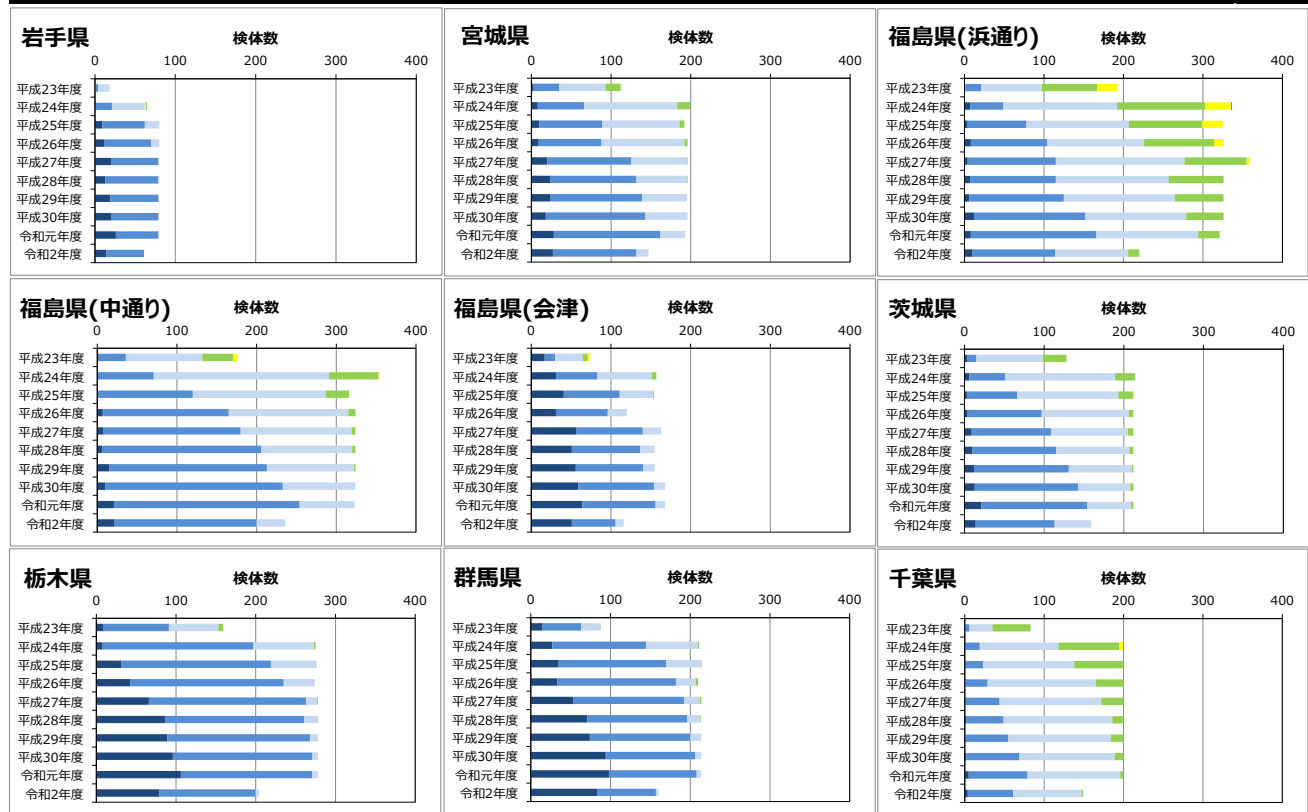 岩手県 検体数
0 100 200 300 400
平成23年度
平成24年度
平成25年度
平成26年度
平成27年度
平成28年度
平成29年度
平成30年度
令和元年度
令和2年度
宮城県 検体数
0 100 200 300 400
平成23年度
平成24年度
平成25年度
平成26年度
平成27年度
平成28年度
平成29年度
平成30年度
令和元年度
令和2年度
福島県(浜通り) 検体数
0 100 200 300 400
平成23年度
平成24年度
平成25年度
平成26年度
平成27年度
平成28年度
平成29年度
平成30年度
令和元年度
令和2年度
福島県(中通り) 検体数
0 100 200 300 400
平成23年度
平成24年度
平成25年度
平成26年度
平成27年度
平成28年度
平成29年度
平成30年度
令和元年度
令和2年度
福島県(会津) 検体数
0 100 200 300 400
平成23年度
平成24年度
平成25年度
平成26年度
平成27年度
平成28年度
平成29年度
平成30年度
令和元年度
令和2年度
茨城県 検体数
0 100 200 300 400
平成23年度
平成24年度
平成25年度
平成26年度
平成27年度
平成28年度
平成29年度
平成30年度
令和元年度
令和2年度
栃木県 検体数
0 100 200 300 400
平成23年度
平成24年度
平成25年度
平成26年度
平成27年度
平成28年度
平成29年度
平成30年度
令和元年度
令和2年度
群馬県 検体数
0 100 200 300 400
平成23年度
平成24年度
平成25年度
平成26年度
平成27年度
平成28年度
平成29年度
平成30年度
令和元年度
令和2年度
千葉県 検体数
0 100 200 300 400
平成23年度
平成24年度
平成25年度
平成26年度
平成27年度
平成28年度
平成29年度
平成30年度
令和元年度
令和2年度